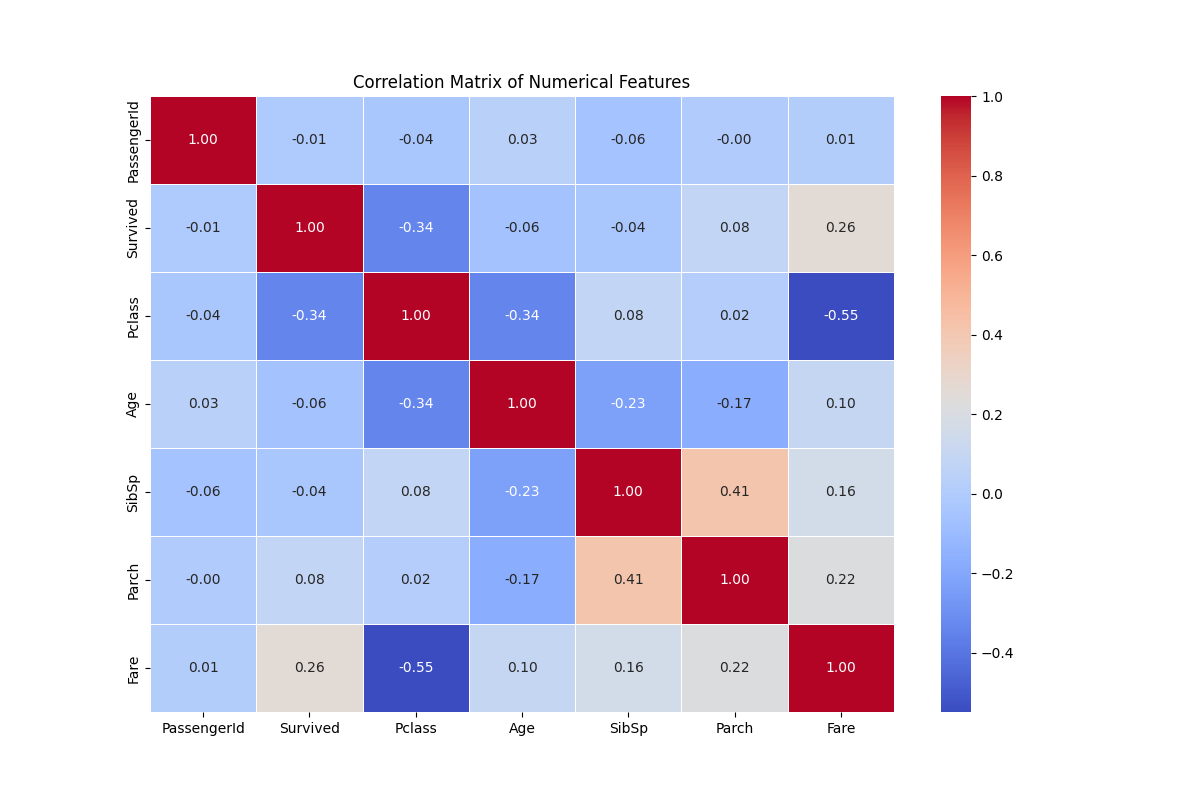 Correlation Matrix of Numerical Features
PassengerId 1.00 -0.01 -0.04 0.03 -0.06 -0.00 0.01
Survived -0.01 1.00 -0.34 -0.06 -0.04 0.08 0.26
Pclass -0.04 -0.34 1.00 -0.34 0.08 0.02 -0.55
Age 0.03 -0.06 -0.34 1.00 -0.23 -0.17 0.10
SibSp -0.06 -0.04 0.08 -0.23 1.00 0.41 0.16
Parch -0.00 0.08 0.02 -0.17 0.41 1.00 0.22
Fare 0.01 0.26 -0.55 0.10 0.16 0.22 1.00
PassengerId Survived Pclass Age SibSp Parch Fare
1.0
0.8
0.6
0.4
0.2
0.0
−0.2
−0.4